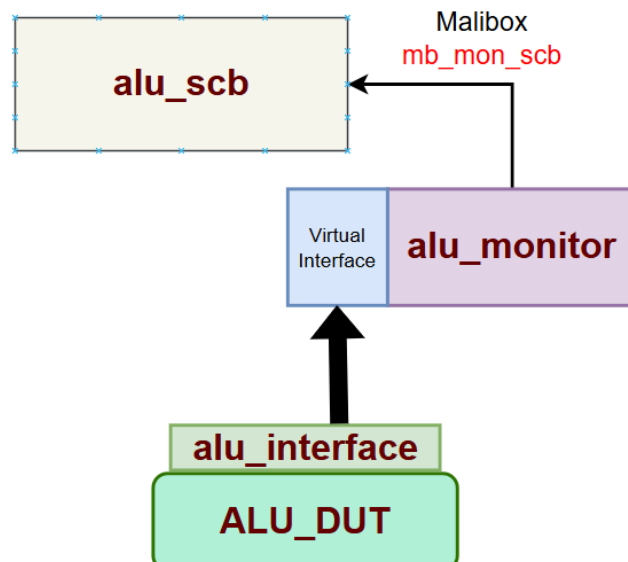 Malibox
mb_mon_scb
alu_scb
Virtual
Interface
alu_monitor
alu_interface
ALU_DUT